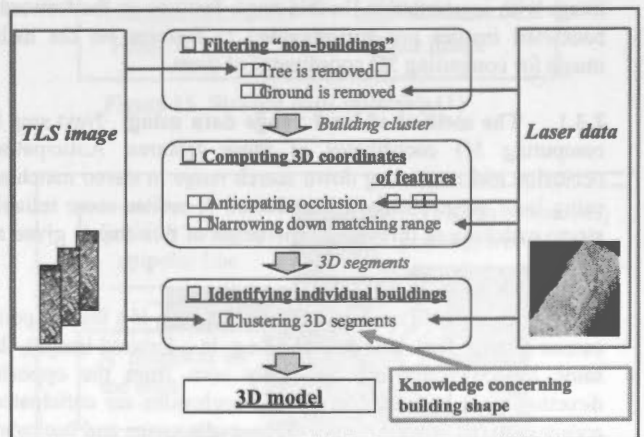 □ Filtering "non-buildings"
□□Tree is removed□
□□Ground is removed
TLS image
Building cluster
Laser data
□ Computing 3D coordinates
of features
□□Anticipating occlusion □ □□
□□Narrowing down matching range
3D segments
□ Identifying individual buildings
□Clustering 3D segments
Knowledge concerning
building shape
3D model